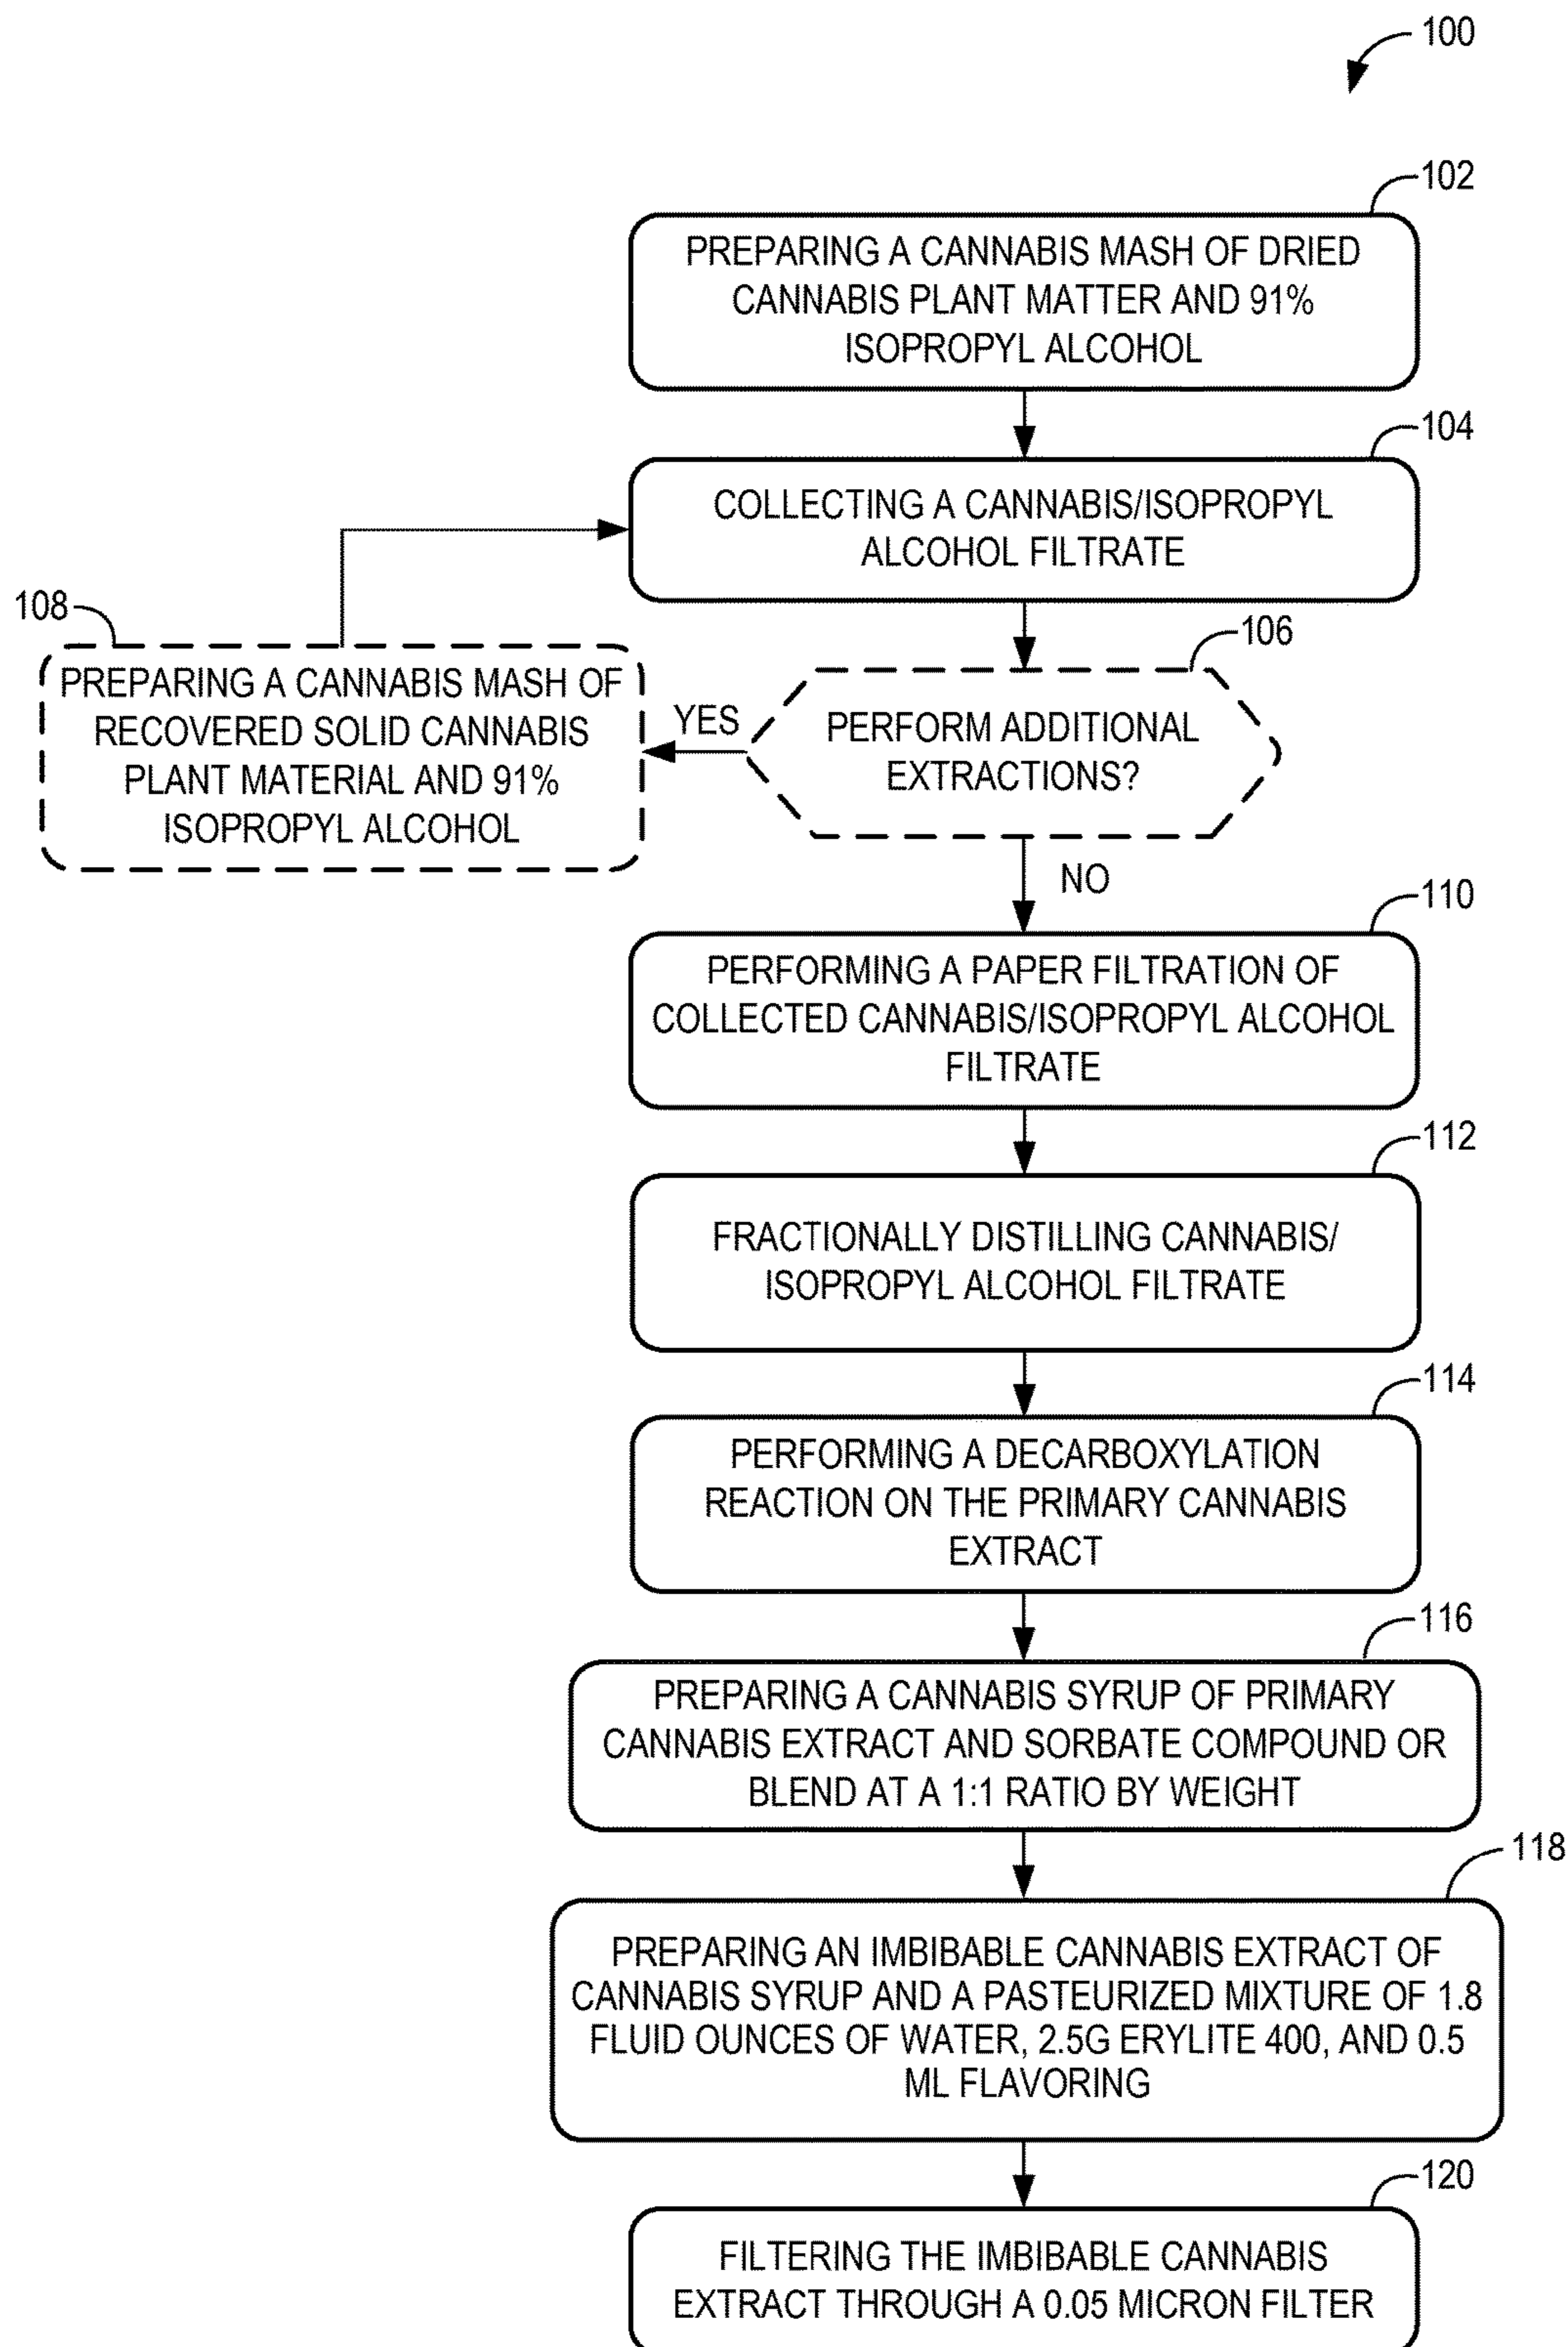 100
102
PREPARING A CANNABIS MASH OF DRIED
CANNABIS PLANT MATTER AND 91%
ISOPROPYL ALCOHOL
104
COLLECTING A CANNABIS/ISOPROPYL
ALCOHOL FILTRATE
108
106
PREPARING A CANNABIS MASH OF
RECOVERED SOLID CANNABIS
PLANT MATERIAL AND 91%
ISOPROPYL ALCOHOL
YES
PERFORM ADDITIONAL
EXTRACTIONS?
NO
110
PERFORMING A PAPER FILTRATION OF
COLLECTED CANNABIS/ISOPROPYL ALCOHOL
FILTRATE
112
FRACTIONALLY DISTILLING CANNABIS/
ISOPROPYL ALCOHOL FILTRATE
114
PERFORMING A DECARBOXYLATION
REACTION ON THE PRIMARY CANNABIS
EXTRACT
116
PREPARING A CANNABIS SYRUP OF PRIMARY
CANNABIS EXTRACT AND SORBATE COMPOUND OR
BLEND AT A 1:1 RATIO BY WEIGHT
118
PREPARING AN IMBIBABLE CANNABIS EXTRACT OF
CANNABIS SYRUP AND A PASTEURIZED MIXTURE OF 1.8
FLUID OUNCES OF WATER, 2.5G ERYLITE 400, AND 0.5
ML FLAVORING
120
FILTERING THE IMBIBABLE CANNABIS
EXTRACT THROUGH A 0.05 MICRON FILTER